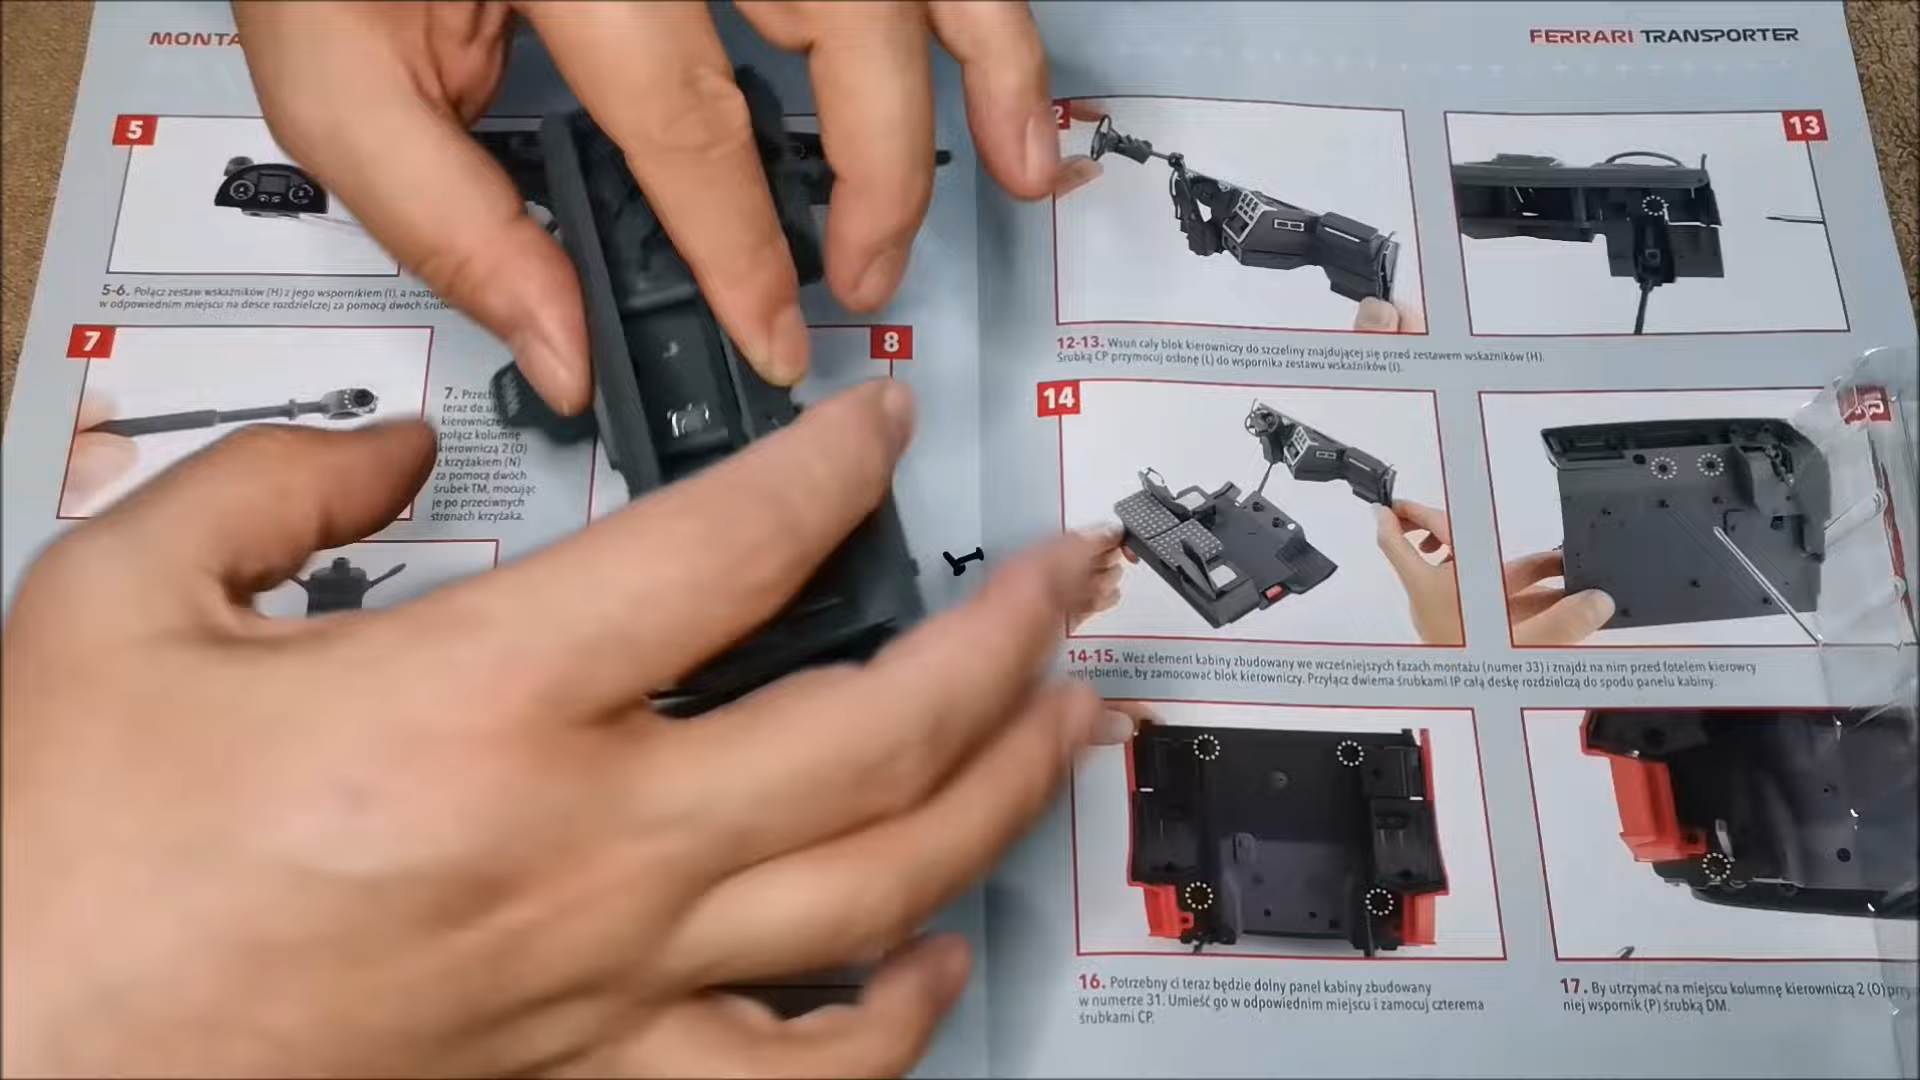 FERRARI TRANSPORTER
5
5-6. Połącz zestaw wskaźników (H) z jego wspornikiem (I), a
w odpowiednim miejscu na desce rozdzielczej za pomocą dwóch
7
8
7.
teraz do
połącz kolumnę
kierowniczą 2 (O)
z krzyżakiem (N)
za pomocą dwóch
śrubek TM, mocując
je po przeciwnych
stronach krzyżaka.
2
13
12-13. Wsuń cały blok kierowniczy do szczeliny znajdującej się przed zestawem wskaźników (H).
Śrubką CP przymocuj osłonę (L) do wspornika zestawu wskaźników (I).
14
14-15. Weź element kabiny zbudowany we wcześniejszych fazach montażu (numer 33) i znajdź na nim przed fotelem kierowcy
wgłębienie, by zamocować blok kierowniczy. Przyłącz dwiema śrubkami IP całą deskę rozdzielczą do spodu panelu kabiny.
16. Potrzebny ci teraz będzie dolny panel kabiny zbudowany
w numerze 31. Umieść go w odpowiednim miejscu i zamocuj czterema
śrubkami CP.
17. By utrzymać na miejscu kolumnę kierowniczą 2 (O)
niej wspornik (P) śrubką DM.